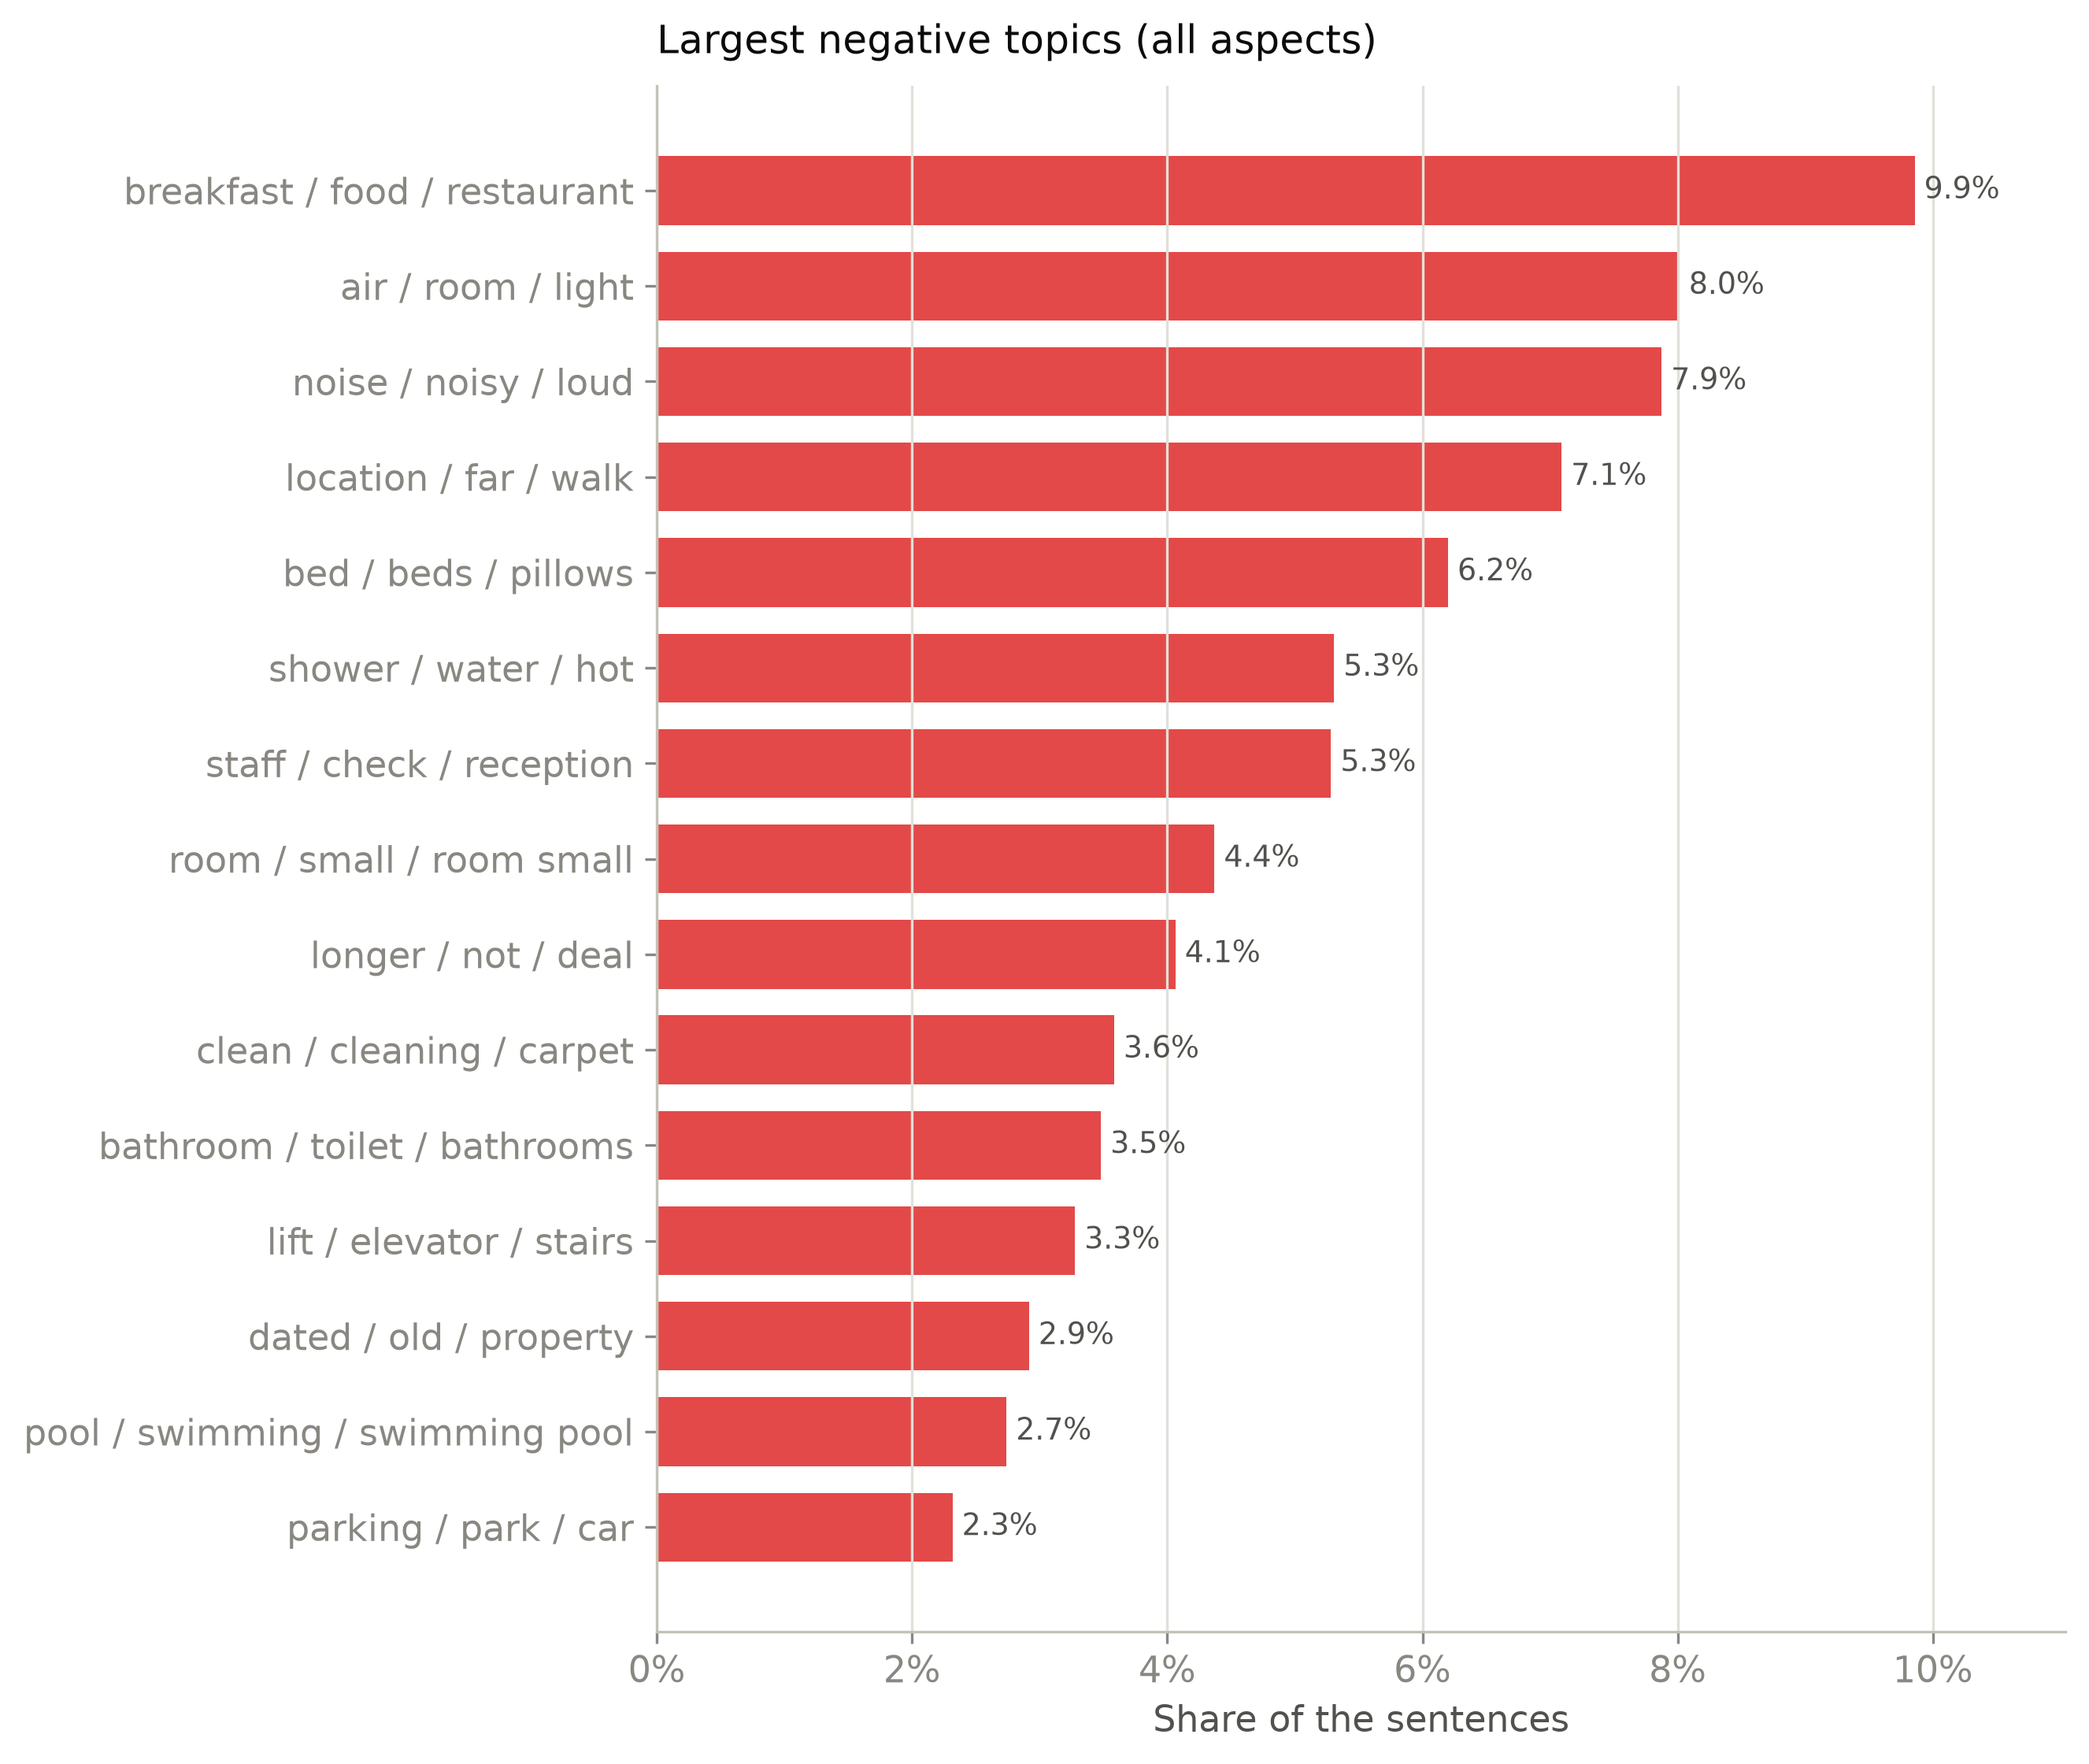 Largest negative topics (all aspects)
breakfast / food / restaurant 9.9%
air / room / light 8.0%
noise / noisy / loud 7.9%
location / far / walk 7.1%
bed / beds / pillows 6.2%
shower / water / hot 5.3%
staff / check / reception 5.3%
room / small / room small 4.4%
longer / not / deal 4.1%
clean / cleaning / carpet 3.6%
bathroom / toilet / bathrooms 3.5%
lift / elevator / stairs 3.3%
dated / old / property 2.9%
pool / swimming / swimming pool 2.7%
parking / park / car 2.3%
0% 2% 4% 6% 8% 10%
Share of the sentences